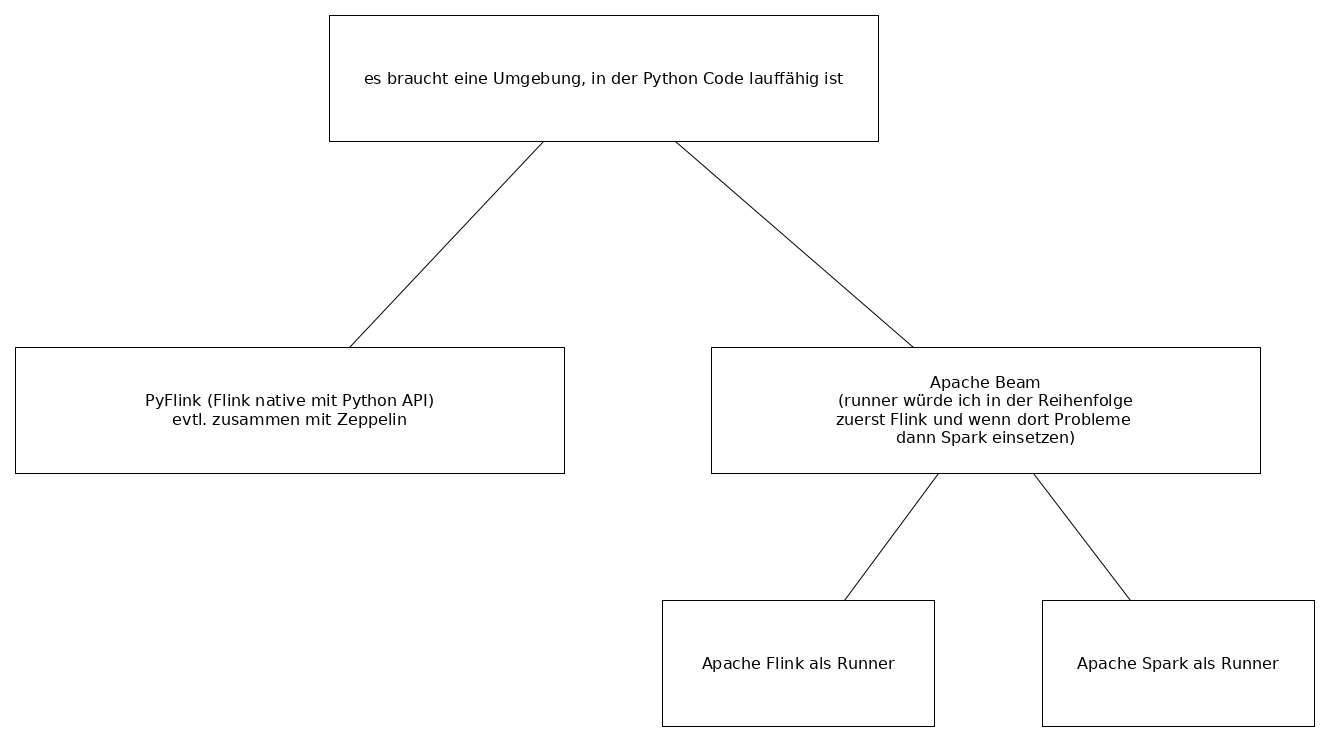 es braucht eine Umgebung, in der Python Code lauffähig ist
PyFlink (Flink native mit Python API)
evtl. zusammen mit Zeppelin
Apache Beam
(runner würde ich in der Reihenfolge
zuerst Flink und wenn dort Probleme
dann Spark einsetzen)
Apache Flink als Runner
Apache Spark als Runner